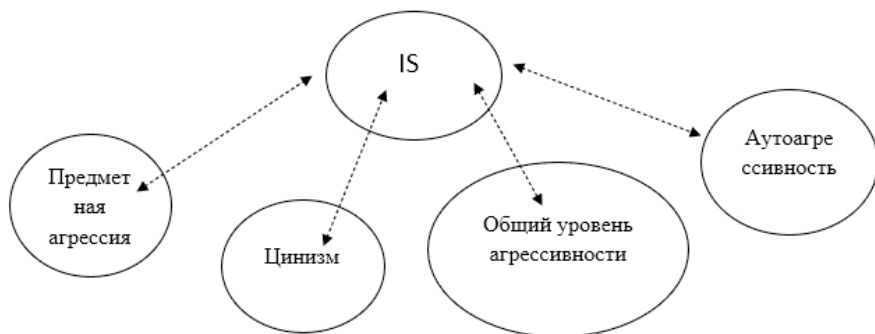 IS
Предмет
ная
агрессия
Цинизм
Общий уровень
агрессивности
Аутоагре
ссивность